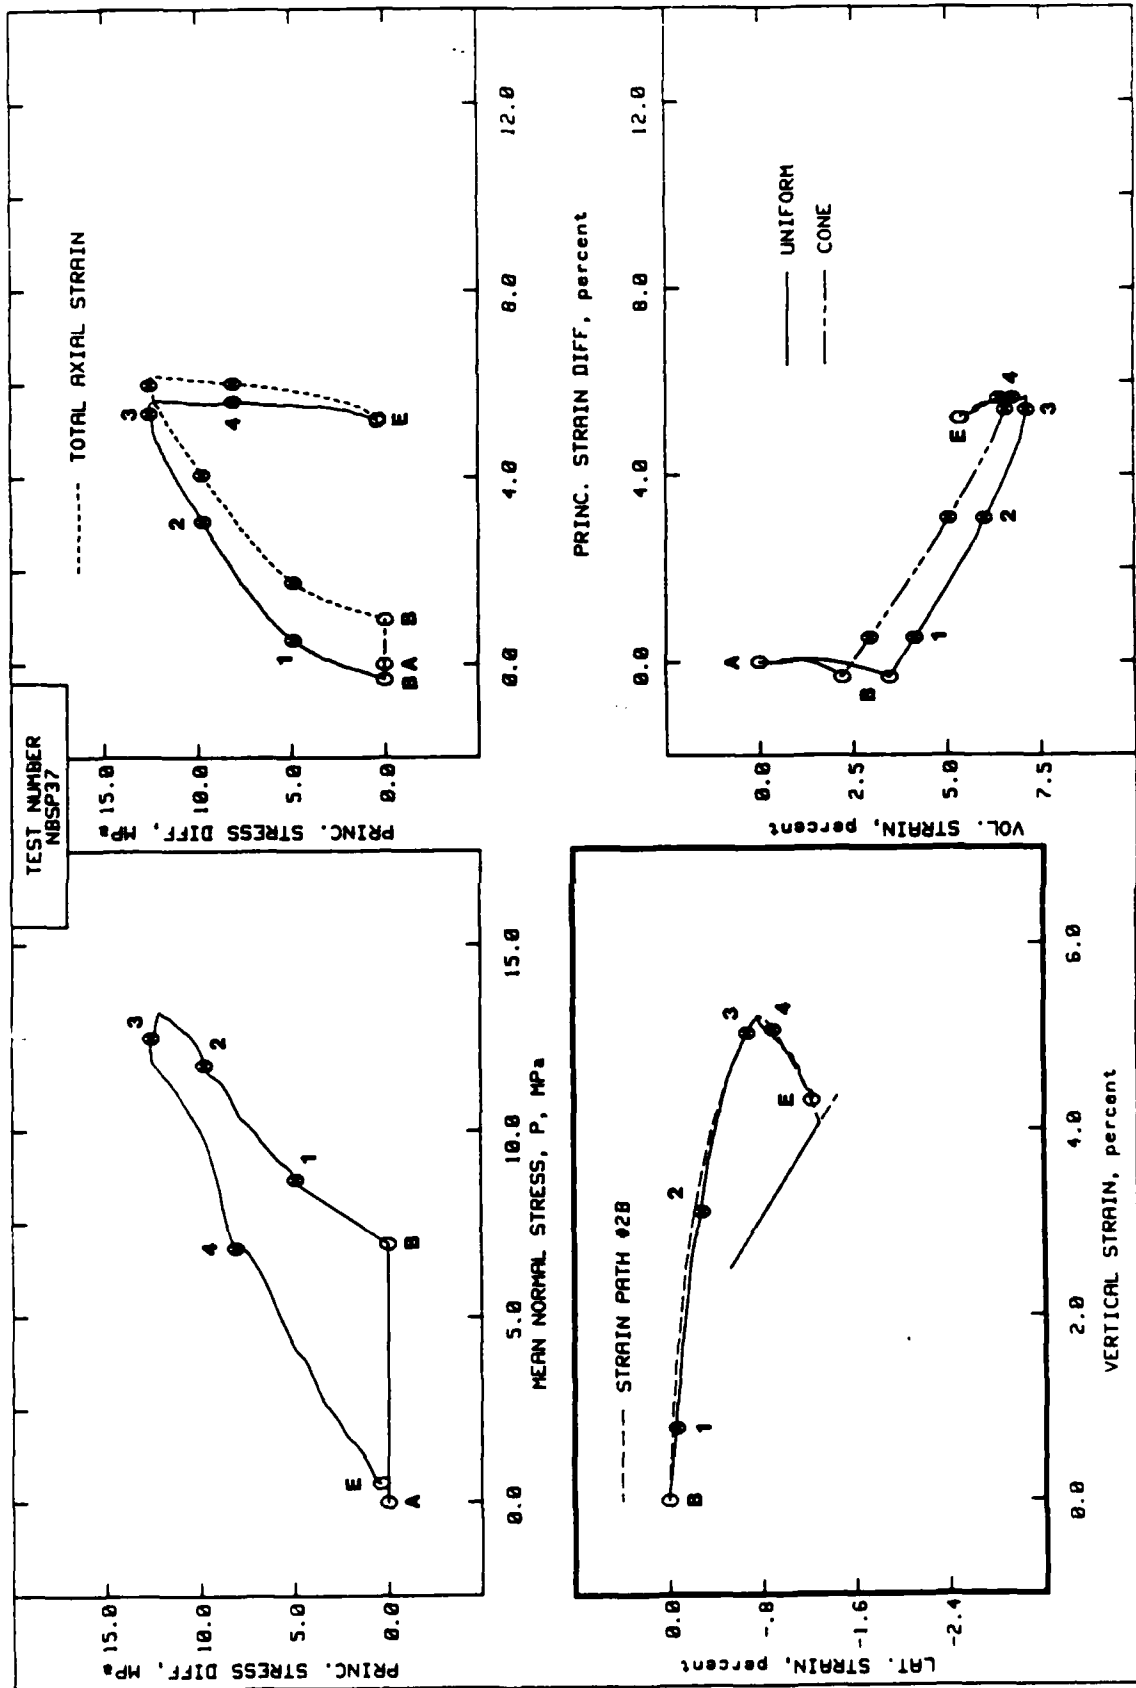 TEST NUMBER
NBSP37
PRINC. STRESS DIFF, MPa
15.0
10.0
5.0
0.0
A
B
1
2
3
4
E
0.0
5.0
10.0
15.0
MEAN NORMAL STRESS, P, MPa
PRINC. STRESS DIFF, MPa
15.0
10.0
5.0
0.0
TOTAL AXIAL STRAIN
B
A
B
1
2
3
4
E
0.0
4.0
8.0
12.0
PRINC. STRAIN DIFF, percent
LAT. STRAIN, percent
0.0
-.8
-1.6
-2.4
STRAIN PATH #2B
B
1
2
3
4
E
0.0
2.0
4.0
6.0
VERTICAL STRAIN, percent
VOL. STRAIN, percent
0.0
2.5
5.0
7.5
0.0
4.0
8.0
12.0
UNIFORM
CONE
A
B
1
2
3
4
E